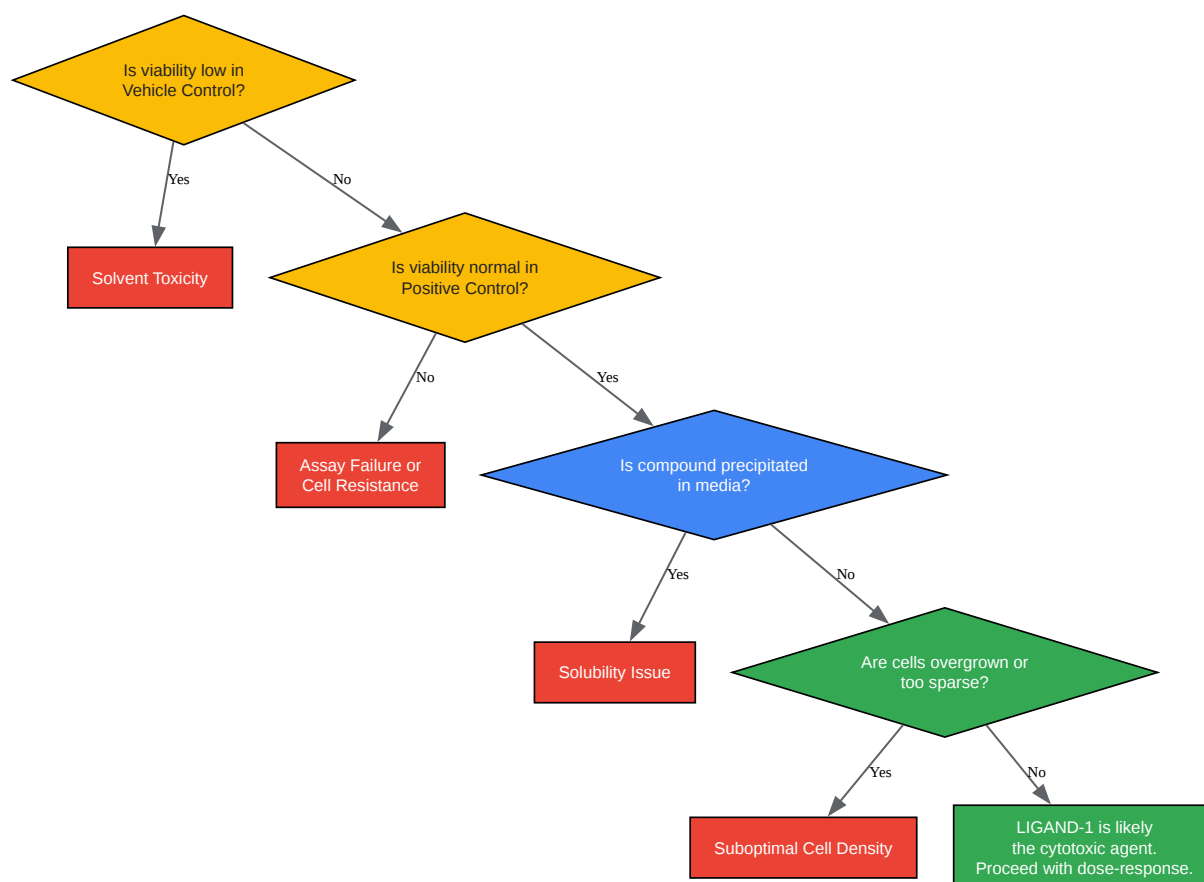 Is viability low in
Vehicle Control?
Yes
No
Solvent Toxicity
Is viability normal in
Positive Control?
No
Yes
Assay Failure or
Cell Resistance
Is compound precipitated
in media?
Yes
No
Solubility Issue
Are cells overgrown or
too sparse?
Yes
No
Suboptimal Cell Density
LIGAND-1 is likely
the cytotoxic agent.
Proceed with dose-response.